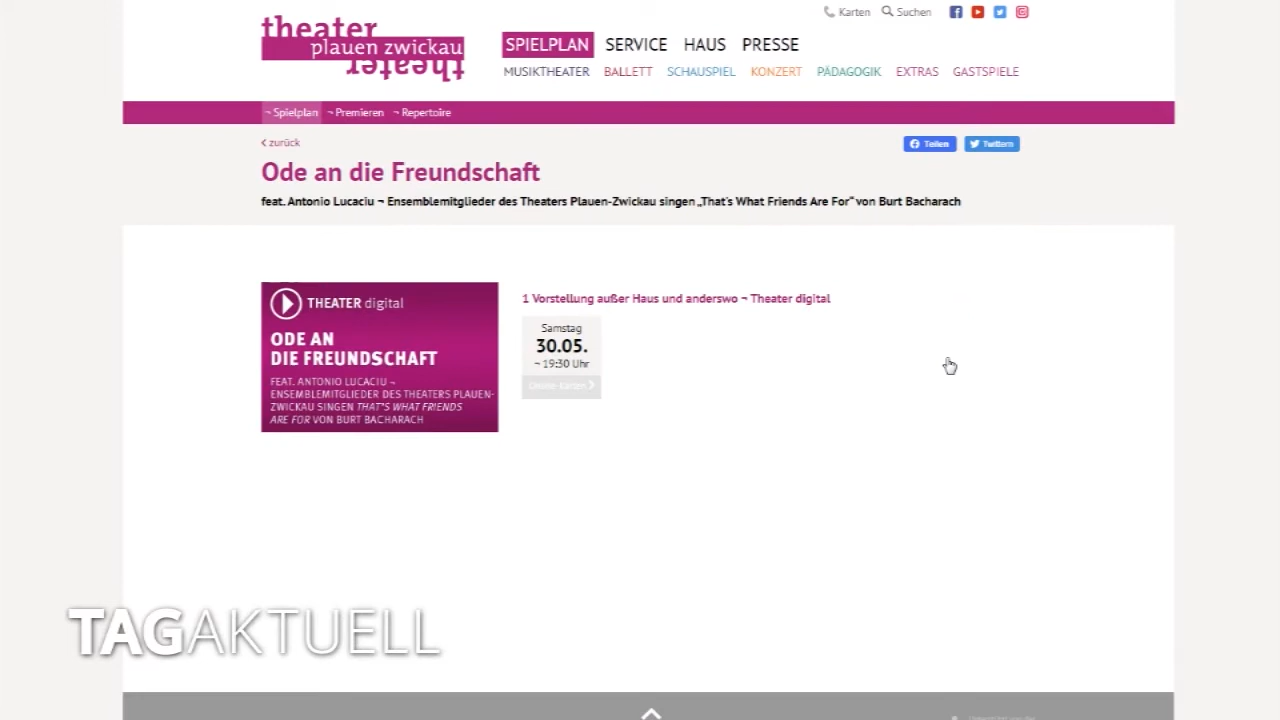 Karten Suchen
theater
plauen zwickau
theater
SPIELPLAN SERVICE HAUS PRESSE
MUSIKTHEATER BALLETT SCHAUSPIEL KONZERT PÄDAGOGIK EXTRAS GASTSPIELE
¬ Spielplan ¬ Premieren ¬ Repertoire
zurück
Teilen Twittern
Ode an die Freundschaft
feat. Antonio Lucaciu ¬ Ensemblemitglieder des Theaters Plauen-Zwickau singen „That's What Friends Are For“ von Burt Bacharach
THEATER digital
ODE AN
DIE FREUNDSCHAFT
FEAT. ANTONIO LUCACIU ¬
ENSEMBLEMITGLIEDER DES THEATERS PLAUEN-
ZWICKAU SINGEN THAT'S WHAT FRIENDS
ARE FOR VON BURT BACHARACH
1 Vorstellung außer Haus und anderswo ¬ Theater digital
Samstag
30.05.
¬ 19:30 Uhr
Online-Karten
TAGAKTUELL